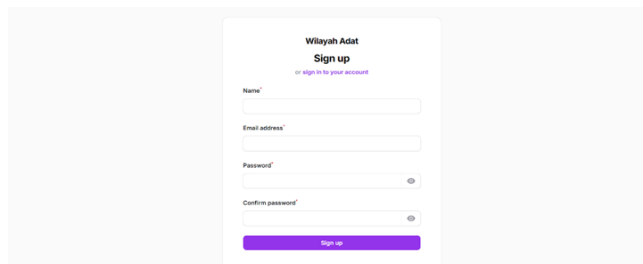 Wilayah Adat
Sign up
or sign in to your account
Name*
Email address*
Password*
Confirm password*
Sign up